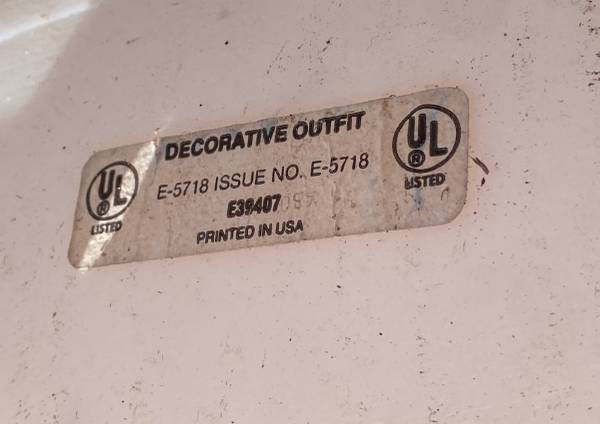 DECORATIVE OUTFIT
E-5718 ISSUE NO. E-5718
E39407
PRINTED IN USA
UL
®
LISTED
UL
®
LISTED